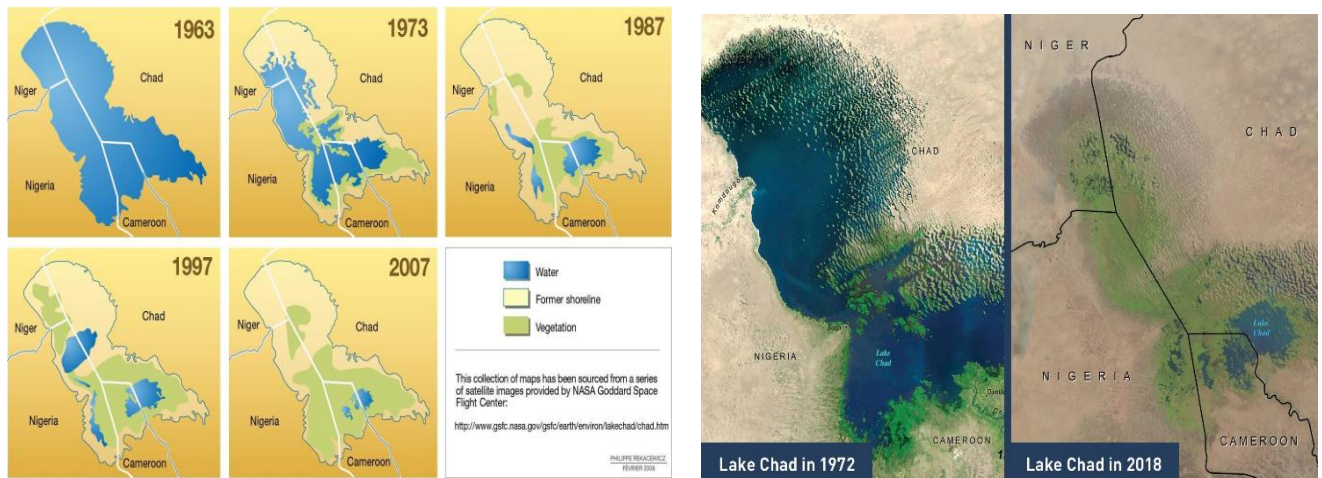 1963
Chad
Niger
Nigeria
Cameroon
1973
Chad
Niger
Nigeria
Cameroon
1987
Chad
Niger
Nigeria
Cameroon
1997
Chad
Niger
Nigeria
Cameroon
2007
Chad
Niger
Nigeria
Cameroon
Water
Former shoreline
Vegetation
This collection of maps has been sourced from a series
of satellite images provided by NASA Goddard Space
Flight Center:
http://www.gsfc.nasa.gov/gsfc/earth/environ/lakechad/chad.htm
PHILIPPE REKACEWICZ
FÉVRIER 2008
CHAD
NIGERIA
Lake
Chad
CAMEROON
Lake Chad in 1972
NIGER
CHAD
Lake
Chad
NIGERIA
CAMEROON
Lake Chad in 2018